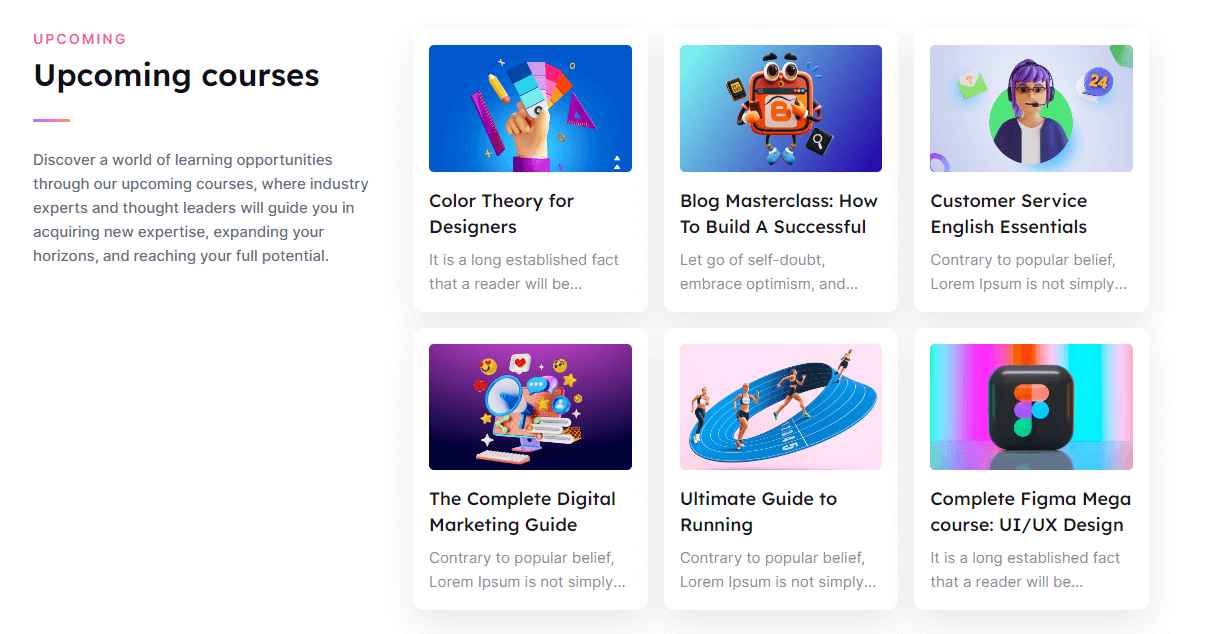 UPCOMING
Upcoming courses
Discover a world of learning opportunities
through our upcoming courses, where industry
experts and thought leaders will guide you in
acquiring new expertise, expanding your
horizons, and reaching your full potential.
Color Theory for
Designers
It is a long established fact
that a reader will be...
Blog Masterclass: How
To Build A Successful
Let go of self-doubt,
embrace optimism, and...
?
24
Customer Service
English Essentials
Contrary to popular belief,
Lorem Ipsum is not simply...
The Complete Digital
Marketing Guide
Contrary to popular belief,
Lorem Ipsum is not simply...
Ultimate Guide to
Running
Contrary to popular belief,
Lorem Ipsum is not simply...
Complete Figma Mega
course: UI/UX Design
It is a long established fact
that a reader will be...